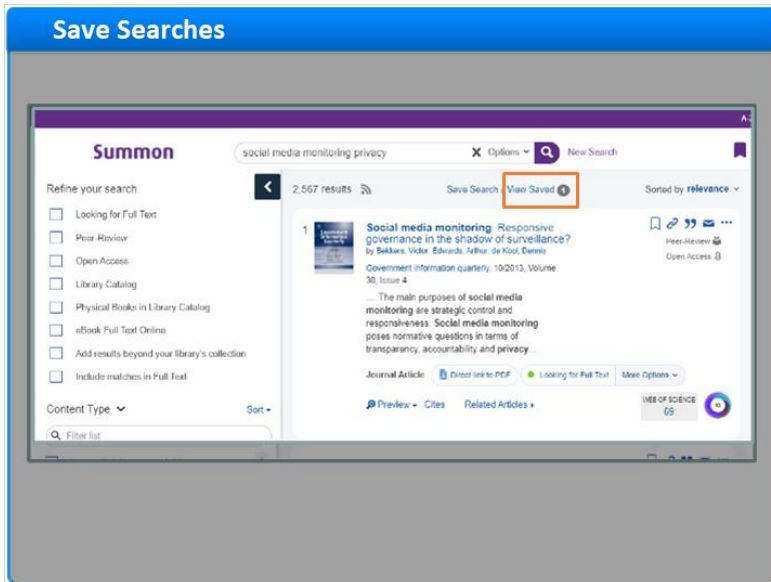 Save Searches
Summon
social media monitoring privacy
Options
New Search
Refine your search
2,567 results
Save Search
View Saved 1
Sorted by relevance
Looking for Full Text
Peer-Review
Open Access
Library Catalog
Physical Books in Library Catalog
eBook Full Text Online
Add results beyond your library's collection
Include matches in Full Text
Content Type
Sort
Filter list
1
Social media monitoring: Responsive
governance in the shadow of surveillance?
by Bekkers, Victor, Edwards, Arthur, de Kool, Dennis
Government information quarterly, 10/2013, Volume
30, Issue 4
.... The main purposes of social media
monitoring are strategic control and
responsiveness. Social media monitoring
poses normative questions in terms of
transparency, accountability and privacy...
Peer-Review
Open Access
Journal Article
Direct link to PDF
Looking for Full Text
More Options
Preview
Cites
Related Articles
WEB OF SCIENCE
69